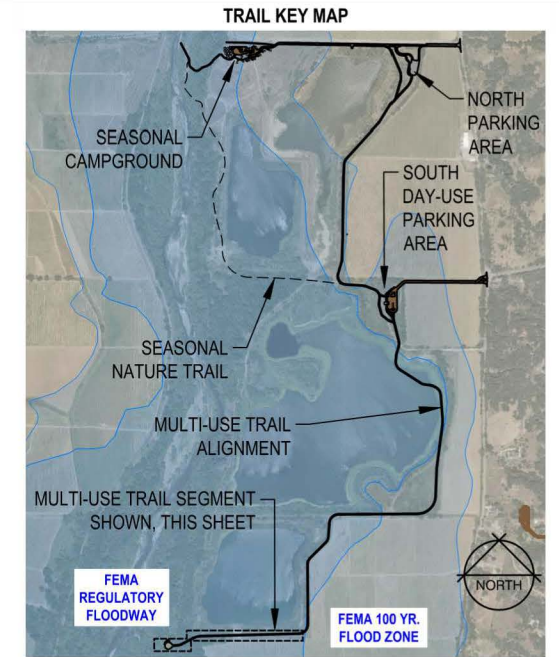 TRAIL KEY MAP
SEASONAL
CAMPGROUND
NORTH
PARKING
AREA
SOUTH
DAY-USE
PARKING
AREA
SEASONAL
NATURE TRAIL
MULTI-USE TRAIL
ALIGNMENT
MULTI-USE TRAIL SEGMENT
SHOWN, THIS SHEET
FEMA
REGULATORY
FLOODWAY
FEMA 100 YR.
FLOOD ZONE
NORTH